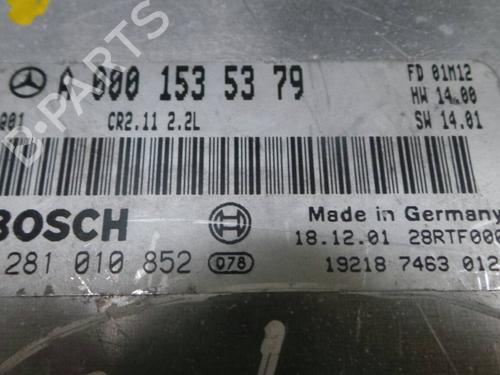 A 000 153 53 79
FD 01M12
HW 14.00
001 CR2.11 2.2L
SW 14.01
BOSCH
Made in Germany
18.12.01 28RTF000
281 010 852 078
19218 7463 012
B-PARTS